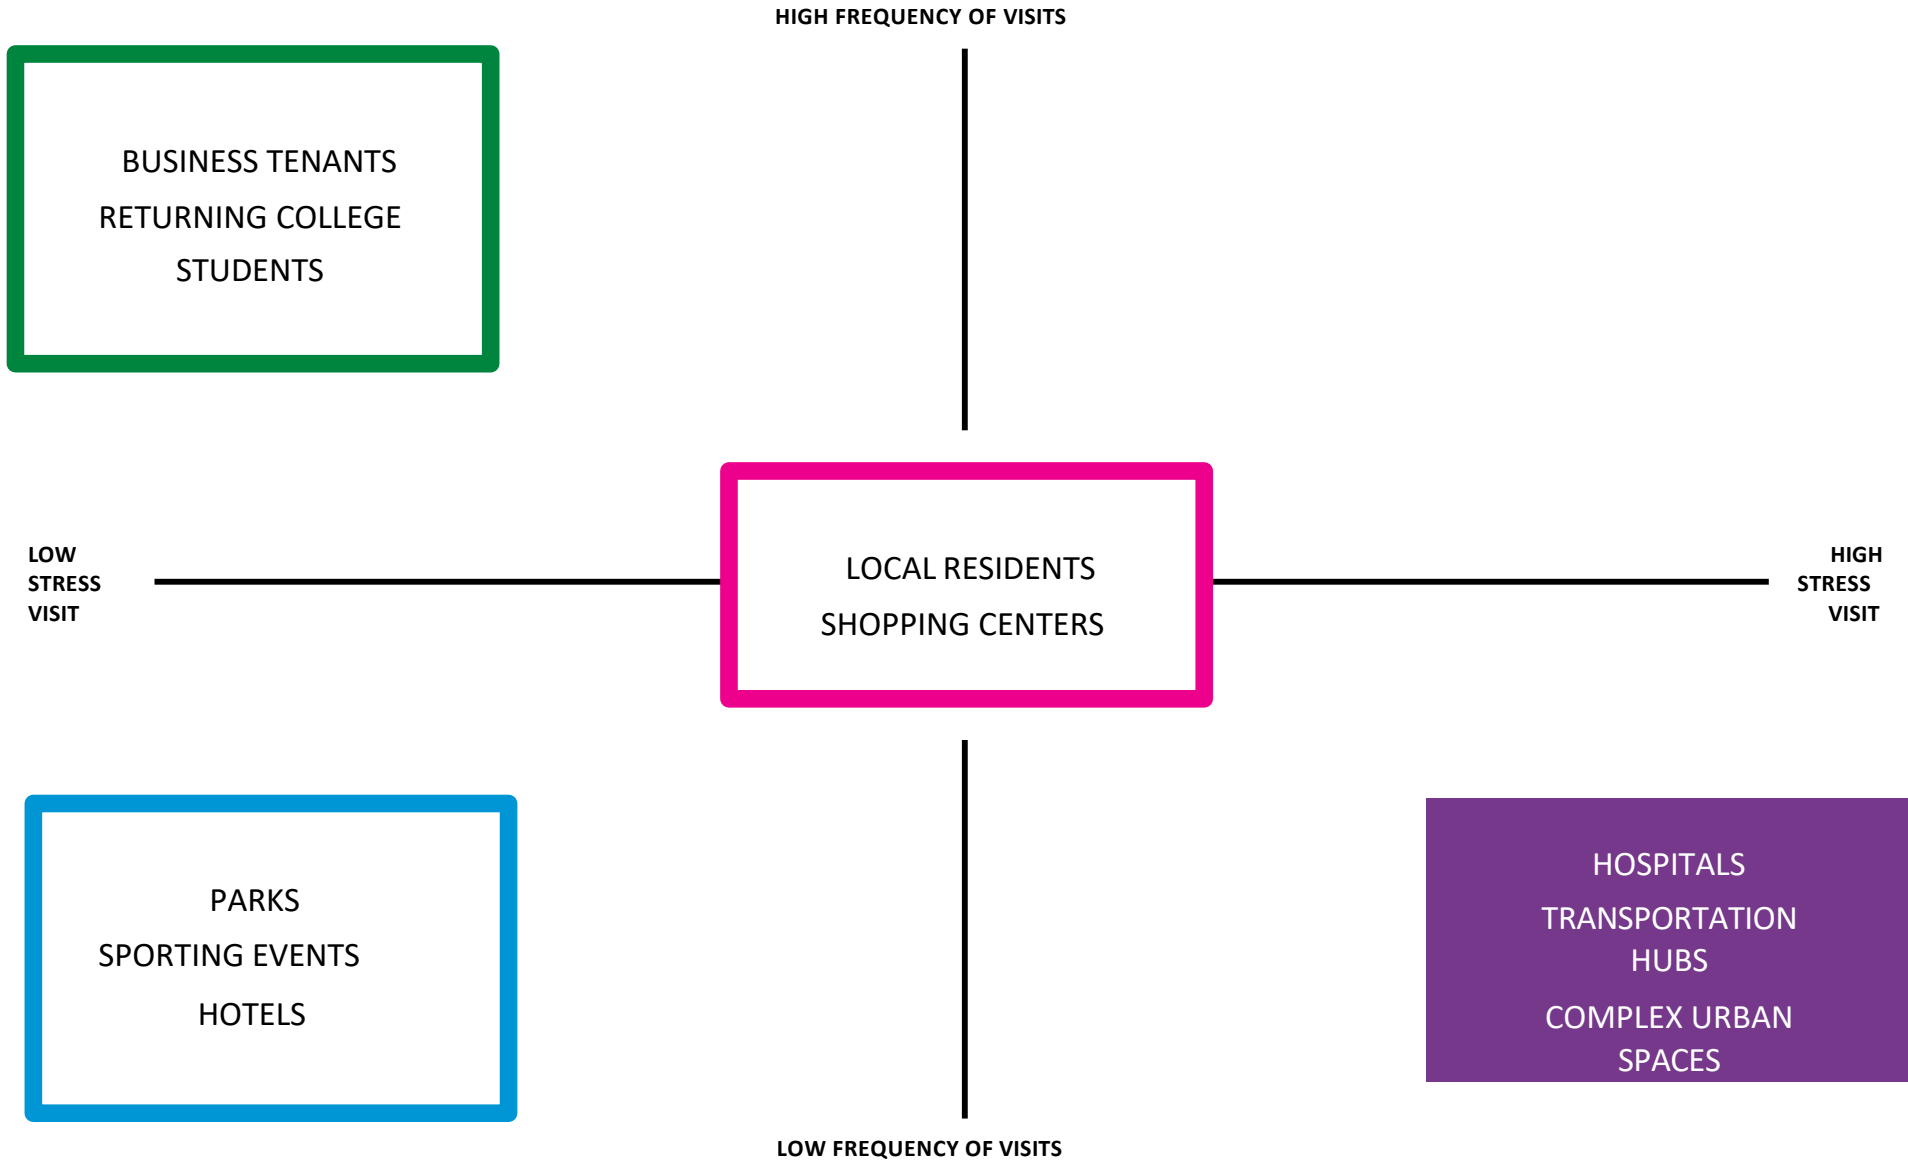 HIGH FREQUENCY OF VISITS
BUSINESS TENANTS
RETURNING COLLEGE
STUDENTS
LOW
STRESS
VISIT
LOCAL RESIDENTS
SHOPPING CENTERS
HIGH
STRESS
VISIT
PARKS
SPORTING EVENTS
HOTELS
HOSPITALS
TRANSPORTATION
HUBS
COMPLEX URBAN
SPACES
LOW FREQUENCY OF VISITS